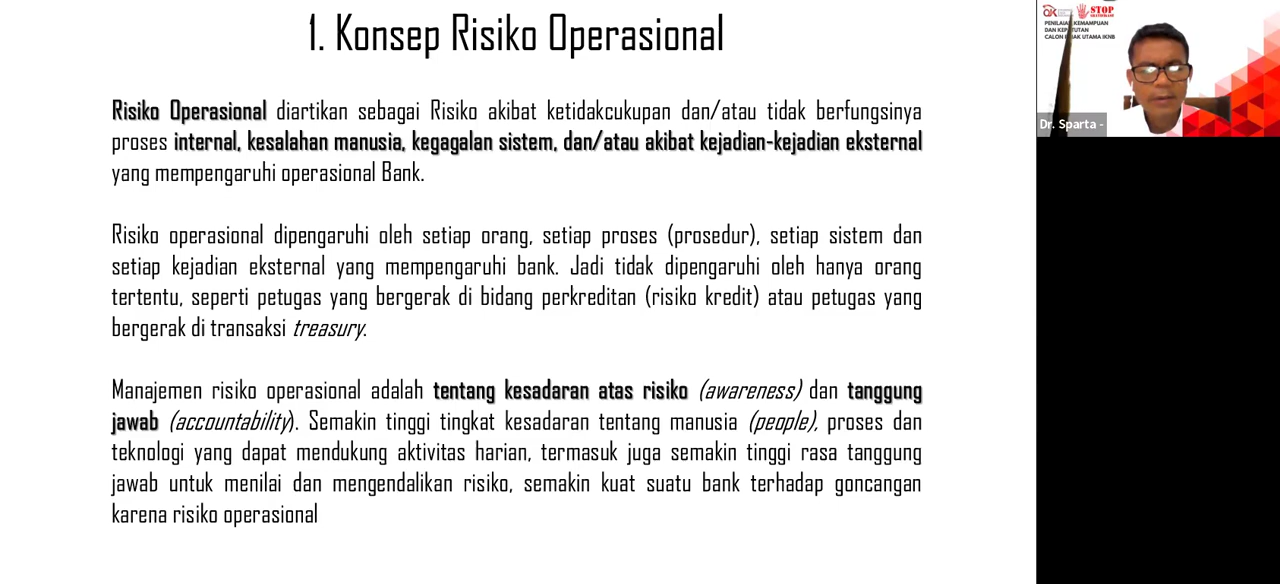 1. Konsep Risiko Operasional
Risiko Operasional diartikan sebagai Risiko akibat ketidakcukupan dan/atau tidak berfungsinya
proses internal, kesalahan manusia, kegagalan sistem, dan/atau akibat kejadian-kejadian eksternal
yang mempengaruhi operasional Bank.
Risiko operasional dipengaruhi oleh setiap orang, setiap proses (prosedur), setiap sistem dan
setiap kejadian eksternal yang mempengaruhi bank. Jadi tidak dipengaruhi oleh hanya orang
tertentu, seperti petugas yang bergerak di bidang perkreditan (risiko kredit) atau petugas yang
bergerak di transaksi treasury.
Manajemen risiko operasional adalah tentang kesadaran atas risiko (awareness) dan tanggung
jawab (accountability). Semakin tinggi tingkat kesadaran tentang manusia (people), proses dan
teknologi yang dapat mendukung aktivitas harian, termasuk juga semakin tinggi rasa tanggung
jawab untuk menilai dan mengendalikan risiko, semakin kuat suatu bank terhadap goncangan
karena risiko operasional
STOP
PENILAIAN KEMAMPUAN
DAN
CALON UTAMA IKNB
Dr. Sparta -